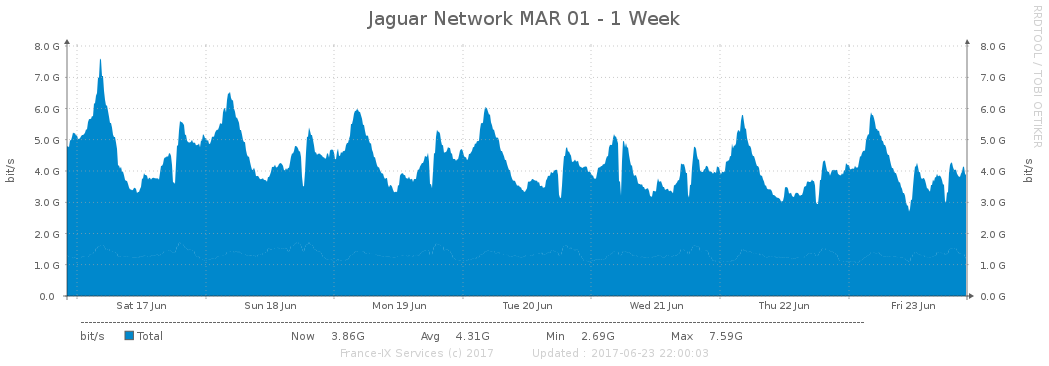 Jaguar Network MAR 01 - 1 Week
RRDTOOL / TOBI OETIKER
8.0 G 8.0 G
7.0 G 7.0 G
6.0 G 6.0 G
5.0 G 5.0 G
4.0 G 4.0 G
3.0 G 3.0 G
2.0 G 2.0 G
1.0 G 1.0 G
0.0 0.0 G
bit/s
bit/s
Sat 17 Jun Sun 18 Jun Mon 19 Jun Tue 20 Jun Wed 21 Jun Thu 22 Jun Fri 23 Jun
bit/s Total Now 3.86G Avg 4.31G Min 2.69G Max 7.59G
France-IX Services (c) 2017 Updated : 2017-06-23 22:00:03